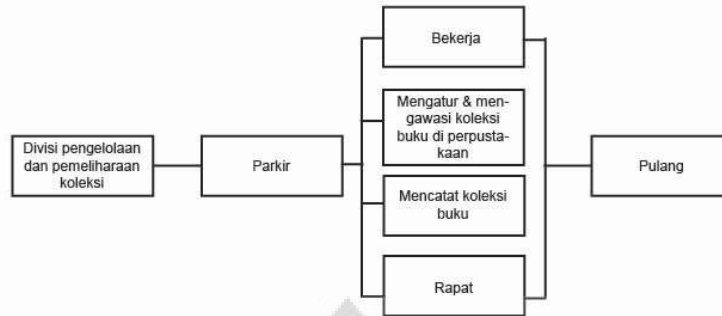 Divisi pengelolaan
dan pemeliharaan
koleksi
Parkir
Bekerja
Mengatur & men-
gawasi koleksi
buku di perpusta-
kaan
Mencatat koleksi
buku
Rapat
Pulang